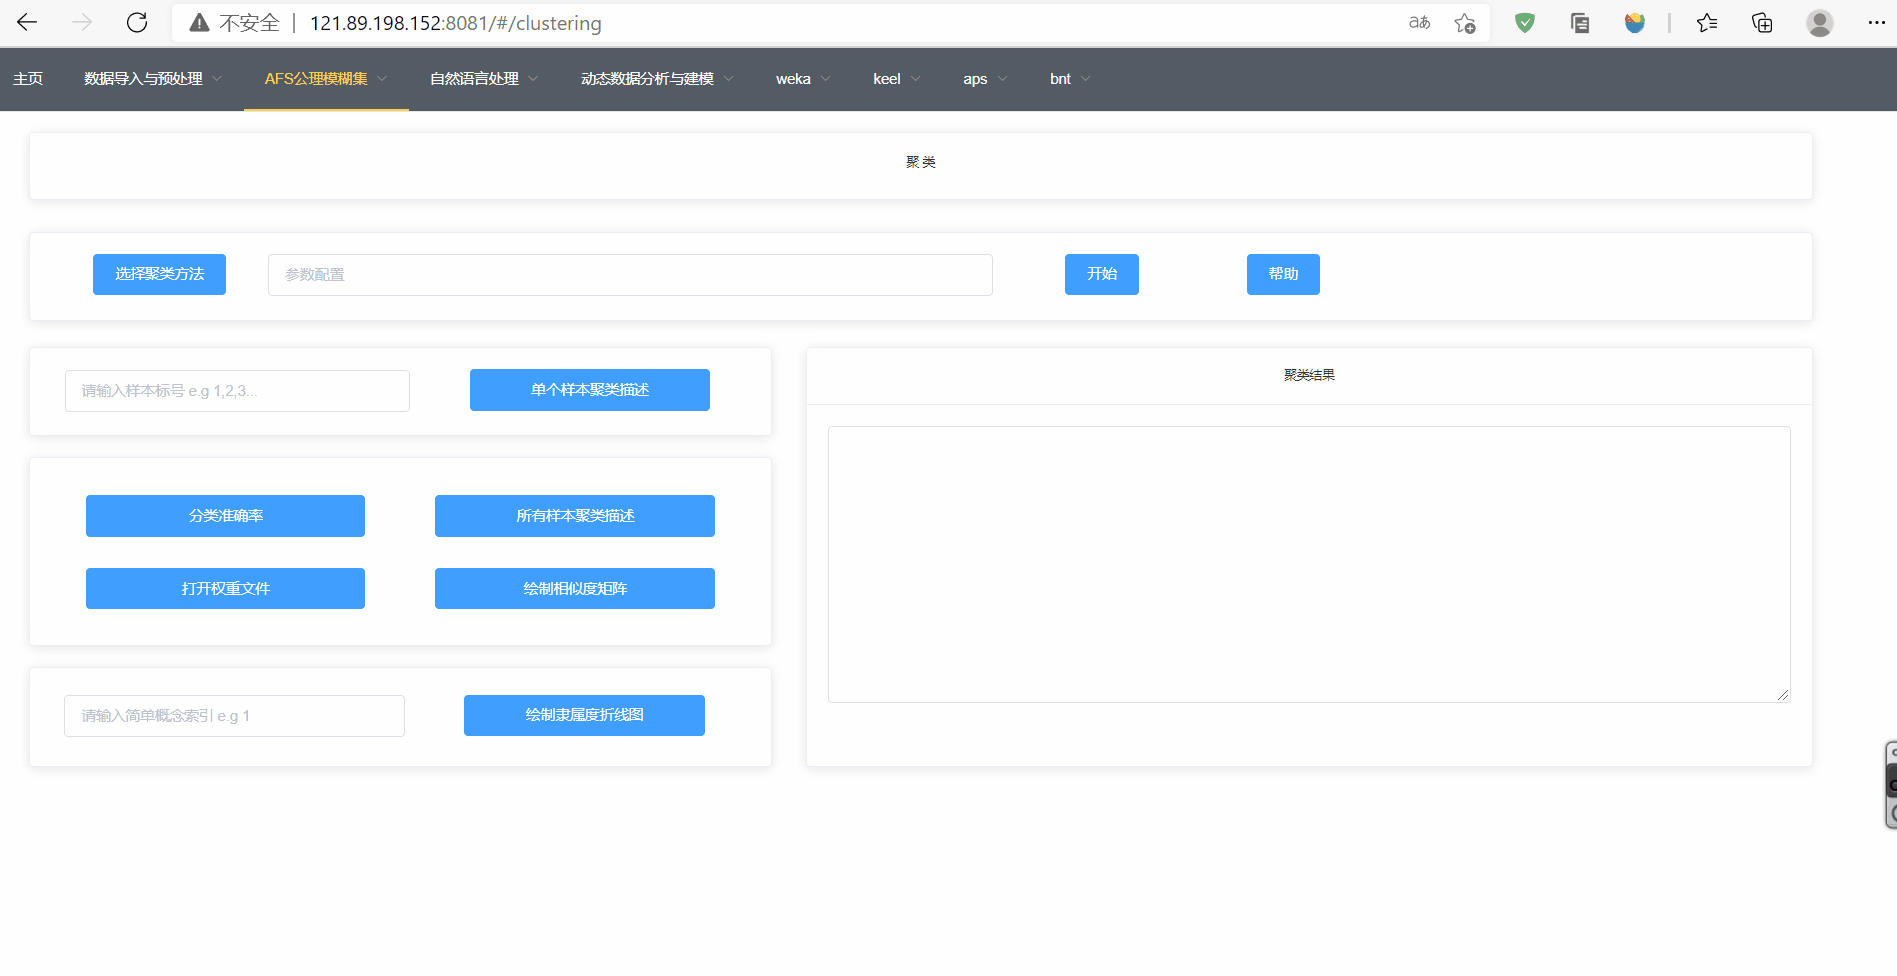 不安全 121.89.198.152:8081/#/clustering aあ
主页 数据导入与预处理 AFS公理模糊集 自然语言处理 动态数据分析与建模 weka keel aps bnt
聚 类
选择聚类方法 参数配置 开始 帮助
请输入样本标号 e.g 1,2,3... 单个样本聚类描述
聚类结果
分类准确率 所有样本聚类描述
打开权重文件 绘制相似度矩阵
请输入简单概念索引 e.g 1 绘制隶属度折线图